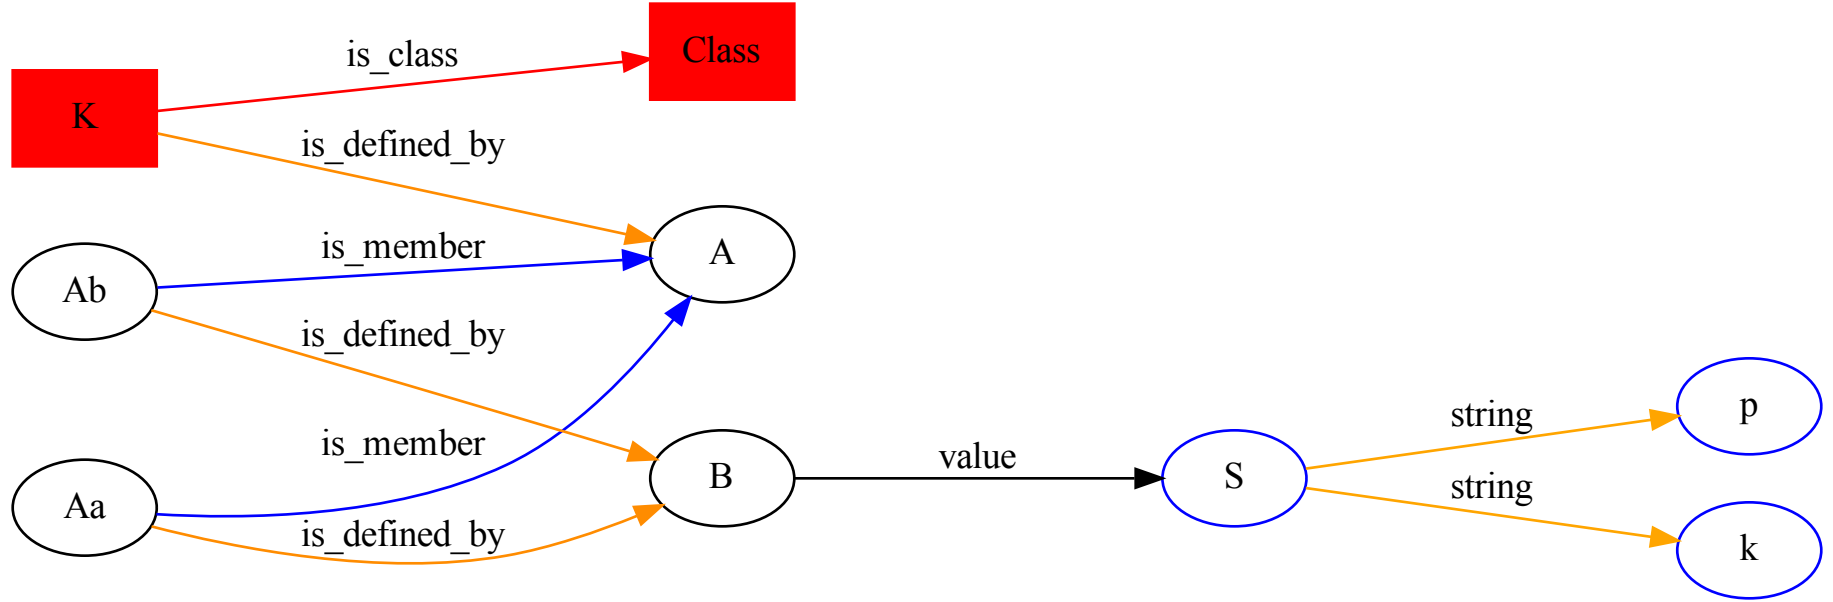 is_class
Class
K
is_defined_by
is_member
A
Ab
is_defined_by
p
string
is_member
value
B
S
string
Aa
is_defined_by
k